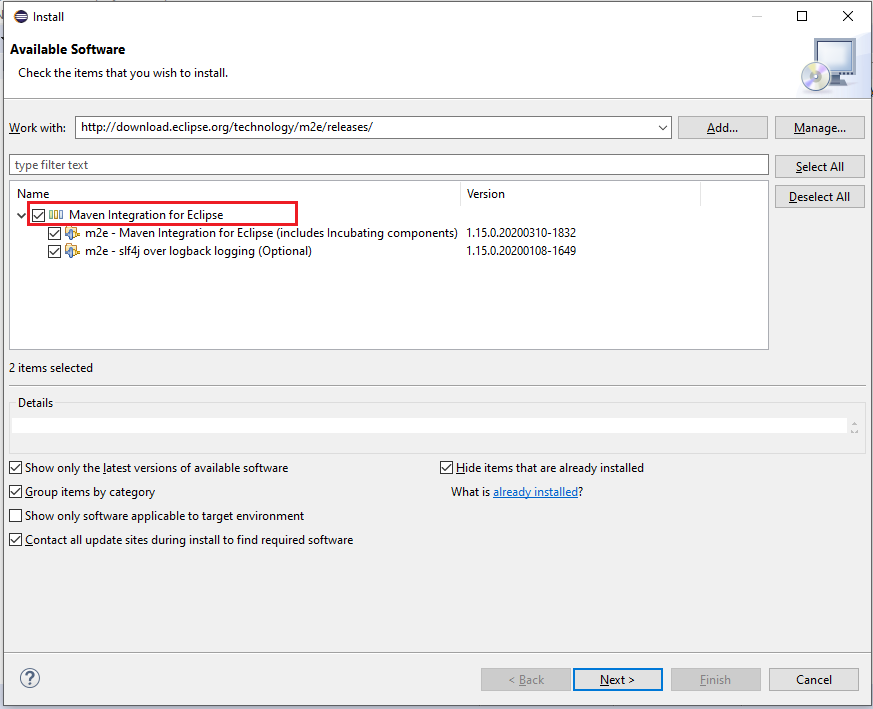 Install
Available Software
Check the items that you wish to install.
Work with: http://download.eclipse.org/technology/m2e/releases/ Add... Manage...
type filter text Select All
Name Version Deselect All
Maven Integration for Eclipse
m2e - Maven Integration for Eclipse (includes Incubating components) 1.15.0.20200310-1832
m2e - slf4j over logback logging (Optional) 1.15.0.20200108-1649
2 items selected
Details
Show only the latest versions of available software Hide items that are already installed
Group items by category What is already installed?
Show only software applicable to target environment
Contact all update sites during install to find required software
? < Back Next > Finish Cancel